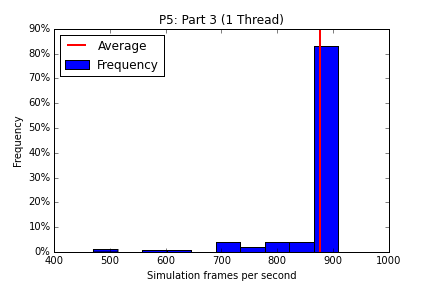 P5: Part 3 (1 Thread)
Average
Frequency
90%
80%
70%
60%
50%
40%
30%
20%
10%
0%
Frequency
400 500 600 700 800 900 1000
Simulation frames per second